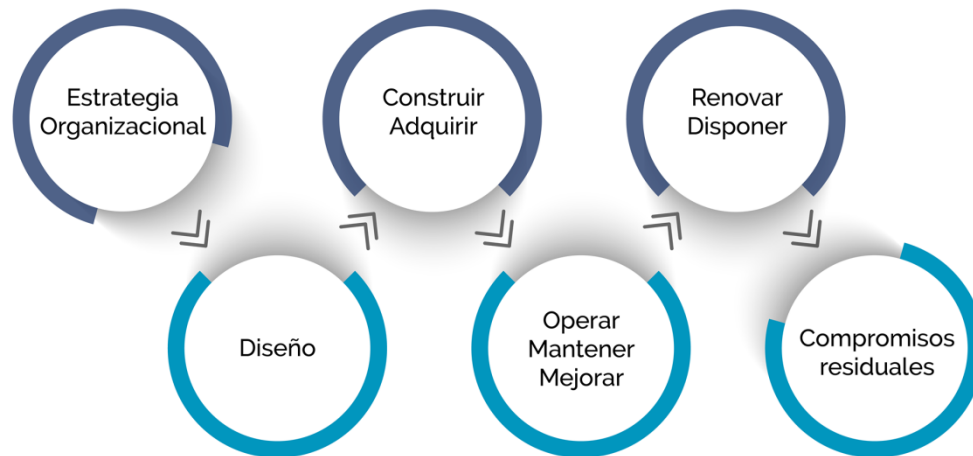 Estrategia
Organizacional
Diseño
Construir
Adquirir
Operar
Mantener
Mejorar
Renovar
Disponer
Compromisos
residuales